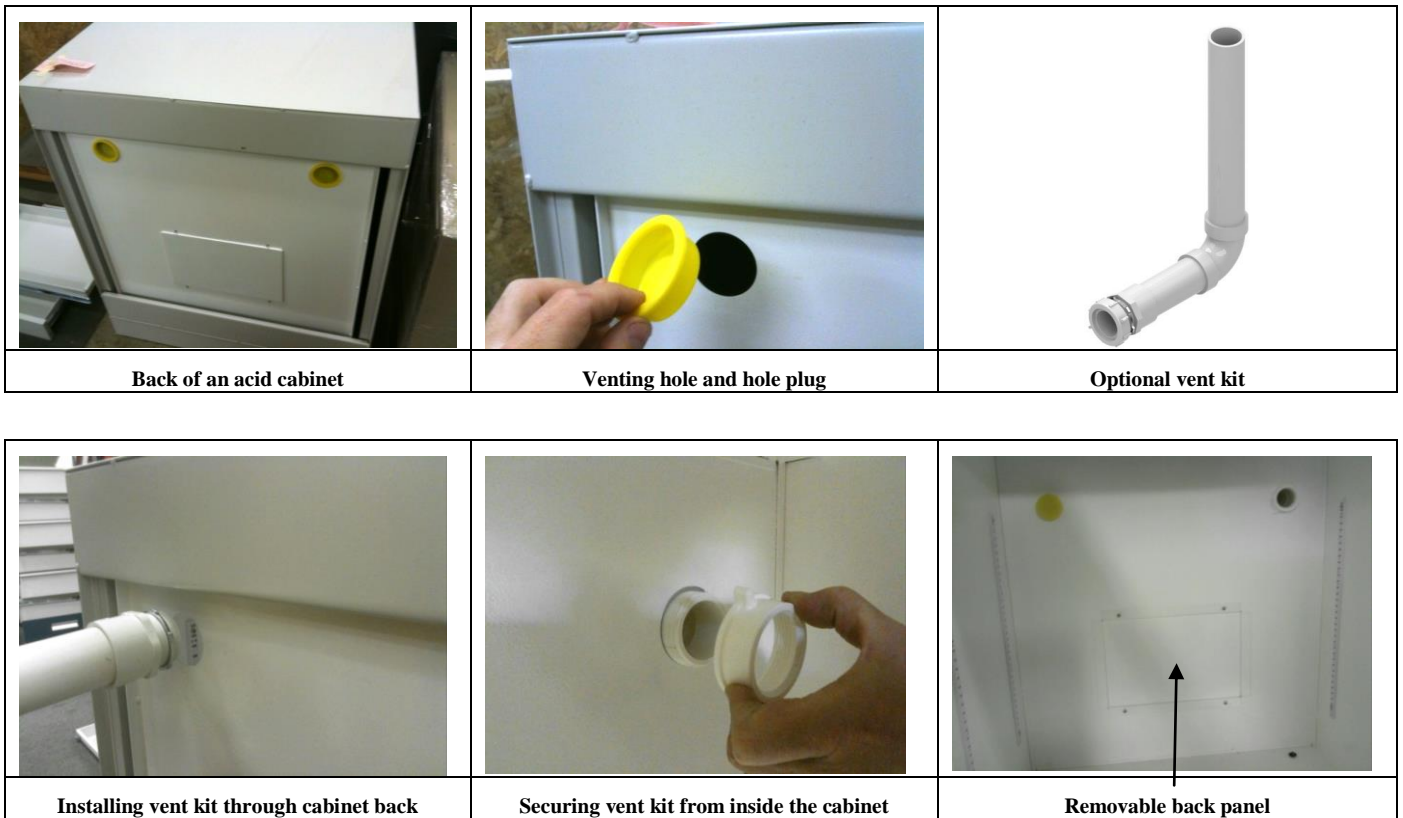 Back of an acid cabinet
Venting hole and hole plug
Optional vent kit
Installing vent kit through cabinet back
Securing vent kit from inside the cabinet
Removable back panel